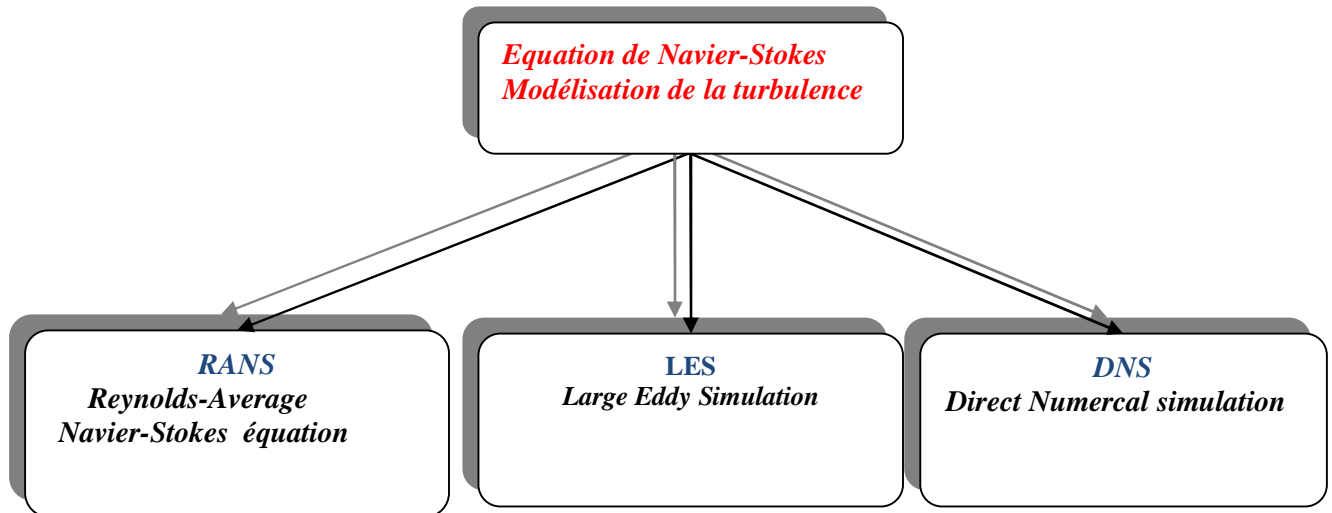 Equation de Navier-Stokes
Modélisation de la turbulence
RANS
Reynolds-Average
Navier-Stokes équation
LES
Large Eddy Simulation
DNS
Direct Numercal simulation